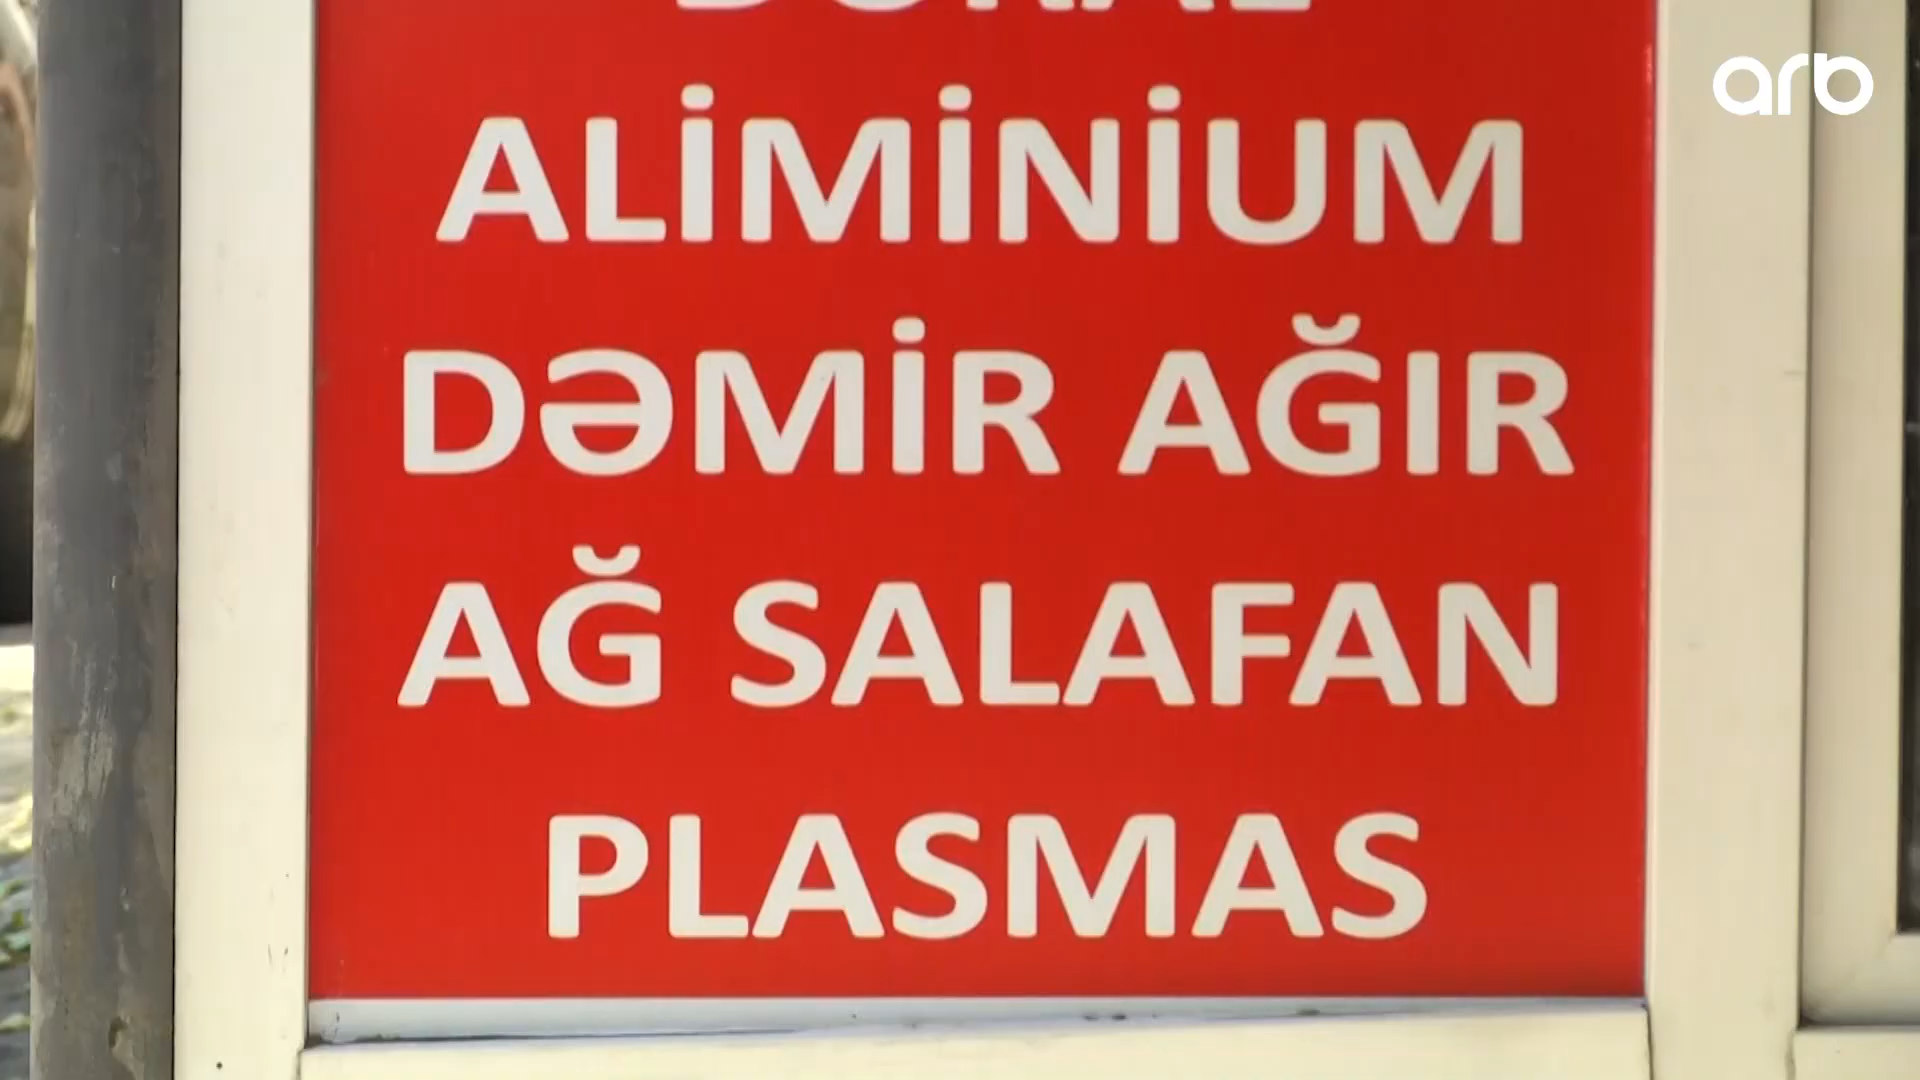 arb
ALİMİNİUM
DƏMİR AĞIR
AĞ SALAFAN
PLASMAS